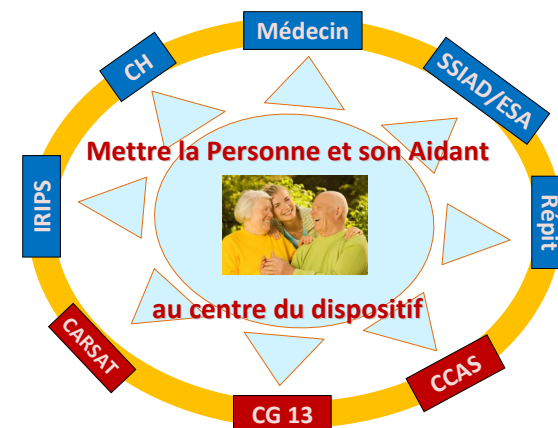 Médecin
CH
SSIAD/ESA
Mettre la Personne et son Aidant
IRIPS
Répit
au centre du dispositif
CARSAT
CCAS
CG 13